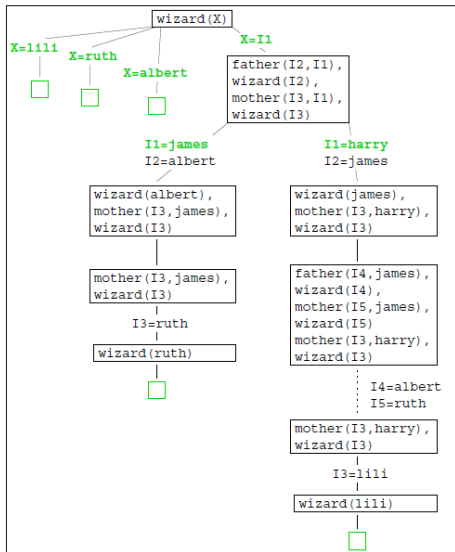 wizard(X)
X=lili
X=ruth
X=albert
X=I1
father(I2,I1),
wizard(I2),
mother(I3,I1),
wizard(I3)
I1=james
I2=albert
wizard(albert),
mother(I3,james),
wizard(I3)
mother(I3,james),
wizard(I3)
I3=ruth
wizard(ruth)
I1=harry
I2=james
wizard(james),
mother(I3,harry),
wizard(I3)
father(I4,james),
wizard(I4),
mother(I5,james),
wizard(I5)
mother(I3,harry),
wizard(I3)
I4=albert
I5=ruth
mother(I3,harry),
wizard(I3)
I3=lili
wizard(lili)